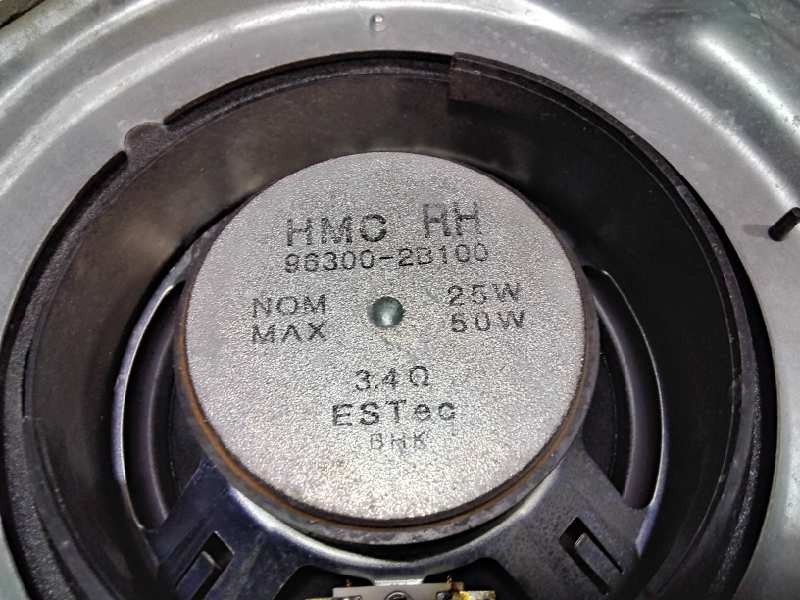 HMC RH
96300-2B100
NOM 25W
MAX 50W
3.4Ω
ESTec
BHK